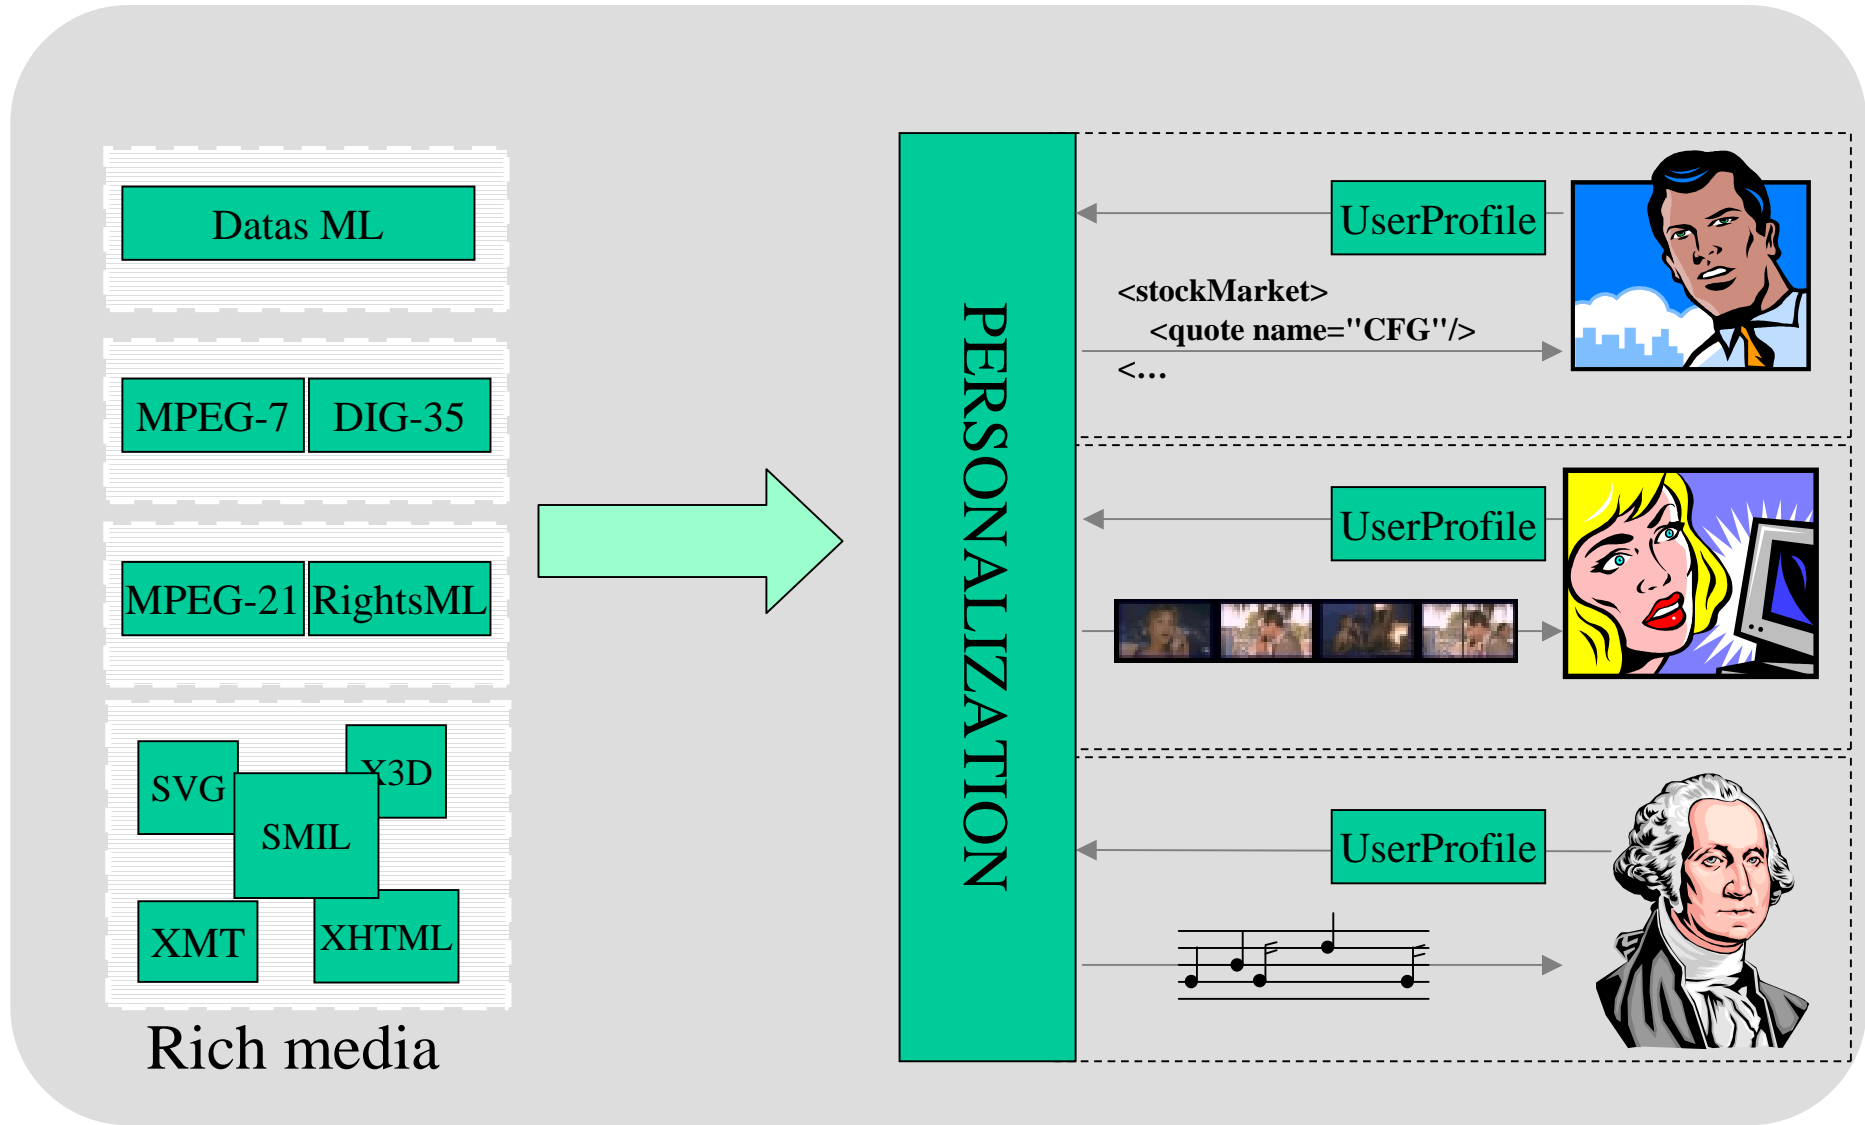 Datas ML
MPEG-7 DIG-35
MPEG-21 RightsML
SVG
X3D
SMIL
XMT
XHTML
Rich media
PERSONALIZATION
UserProfile
<stockMarket>
<quote name="CFG"/>
<...
UserProfile
UserProfile